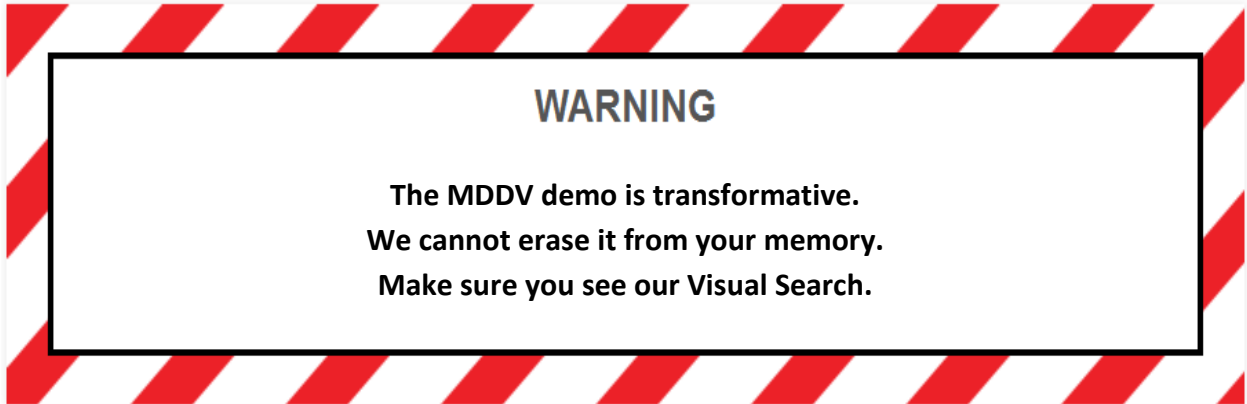 WARNING
The MDDV demo is transformative.
We cannot erase it from your memory.
Make sure you see our Visual Search.